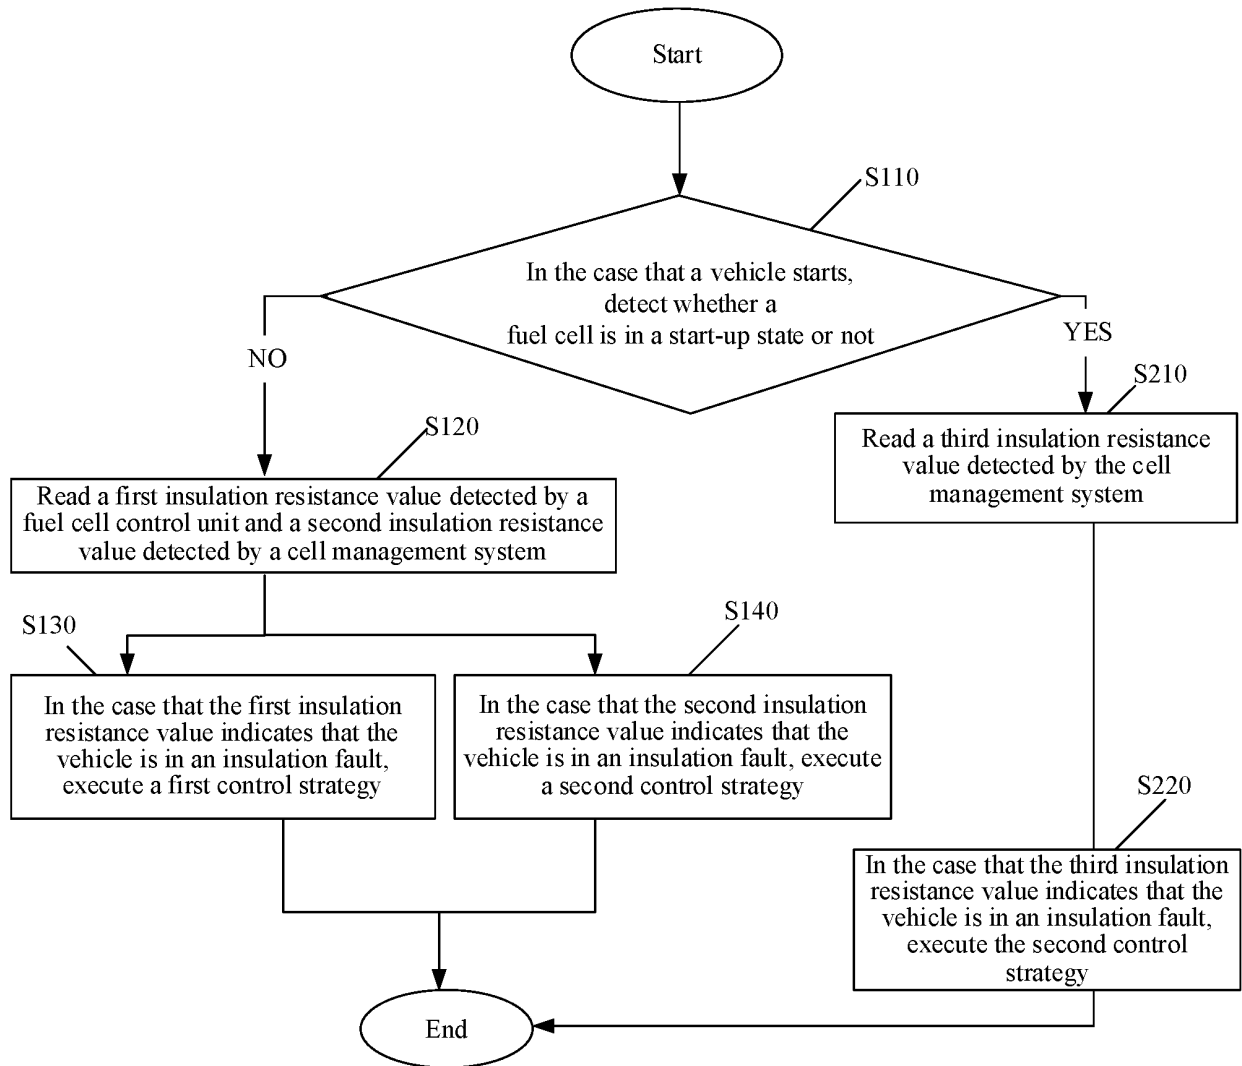 Start
S110
In the case that a vehicle starts,
detect whether a
fuel cell is in a start-up state or not
NO
YES
S210
Read a third insulation resistance
value detected by the cell
management system
S120
Read a first insulation resistance value detected by a
fuel cell control unit and a second insulation resistance
value detected by a cell management system
S130
In the case that the first insulation
resistance value indicates that the
vehicle is in an insulation fault,
execute a first control strategy
S140
In the case that the second insulation
resistance value indicates that the
vehicle is in an insulation fault, execute
a second control strategy
S220
In the case that the third insulation
resistance value indicates that the
vehicle is in an insulation fault,
execute the second control
strategy
End